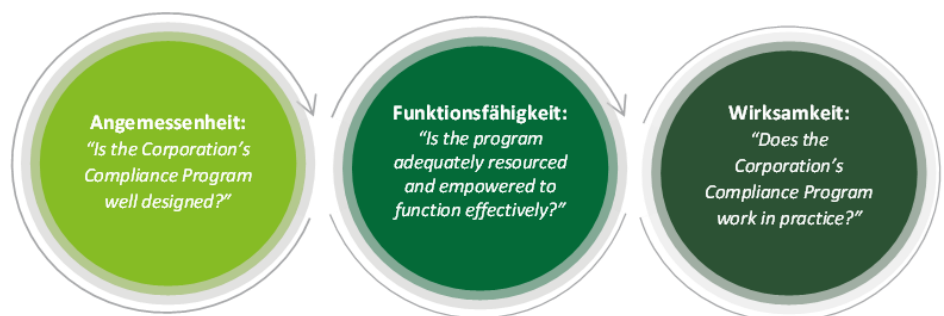 Angemessenheit:
“Is the Corporation’s
Compliance Program
well designed?”
Funktionsfähigkeit:
“Is the program
adequately resourced
and empowered to
function effectively?”
Wirksamkeit:
“Does the
Corporation’s
Compliance Program
work in practice?”